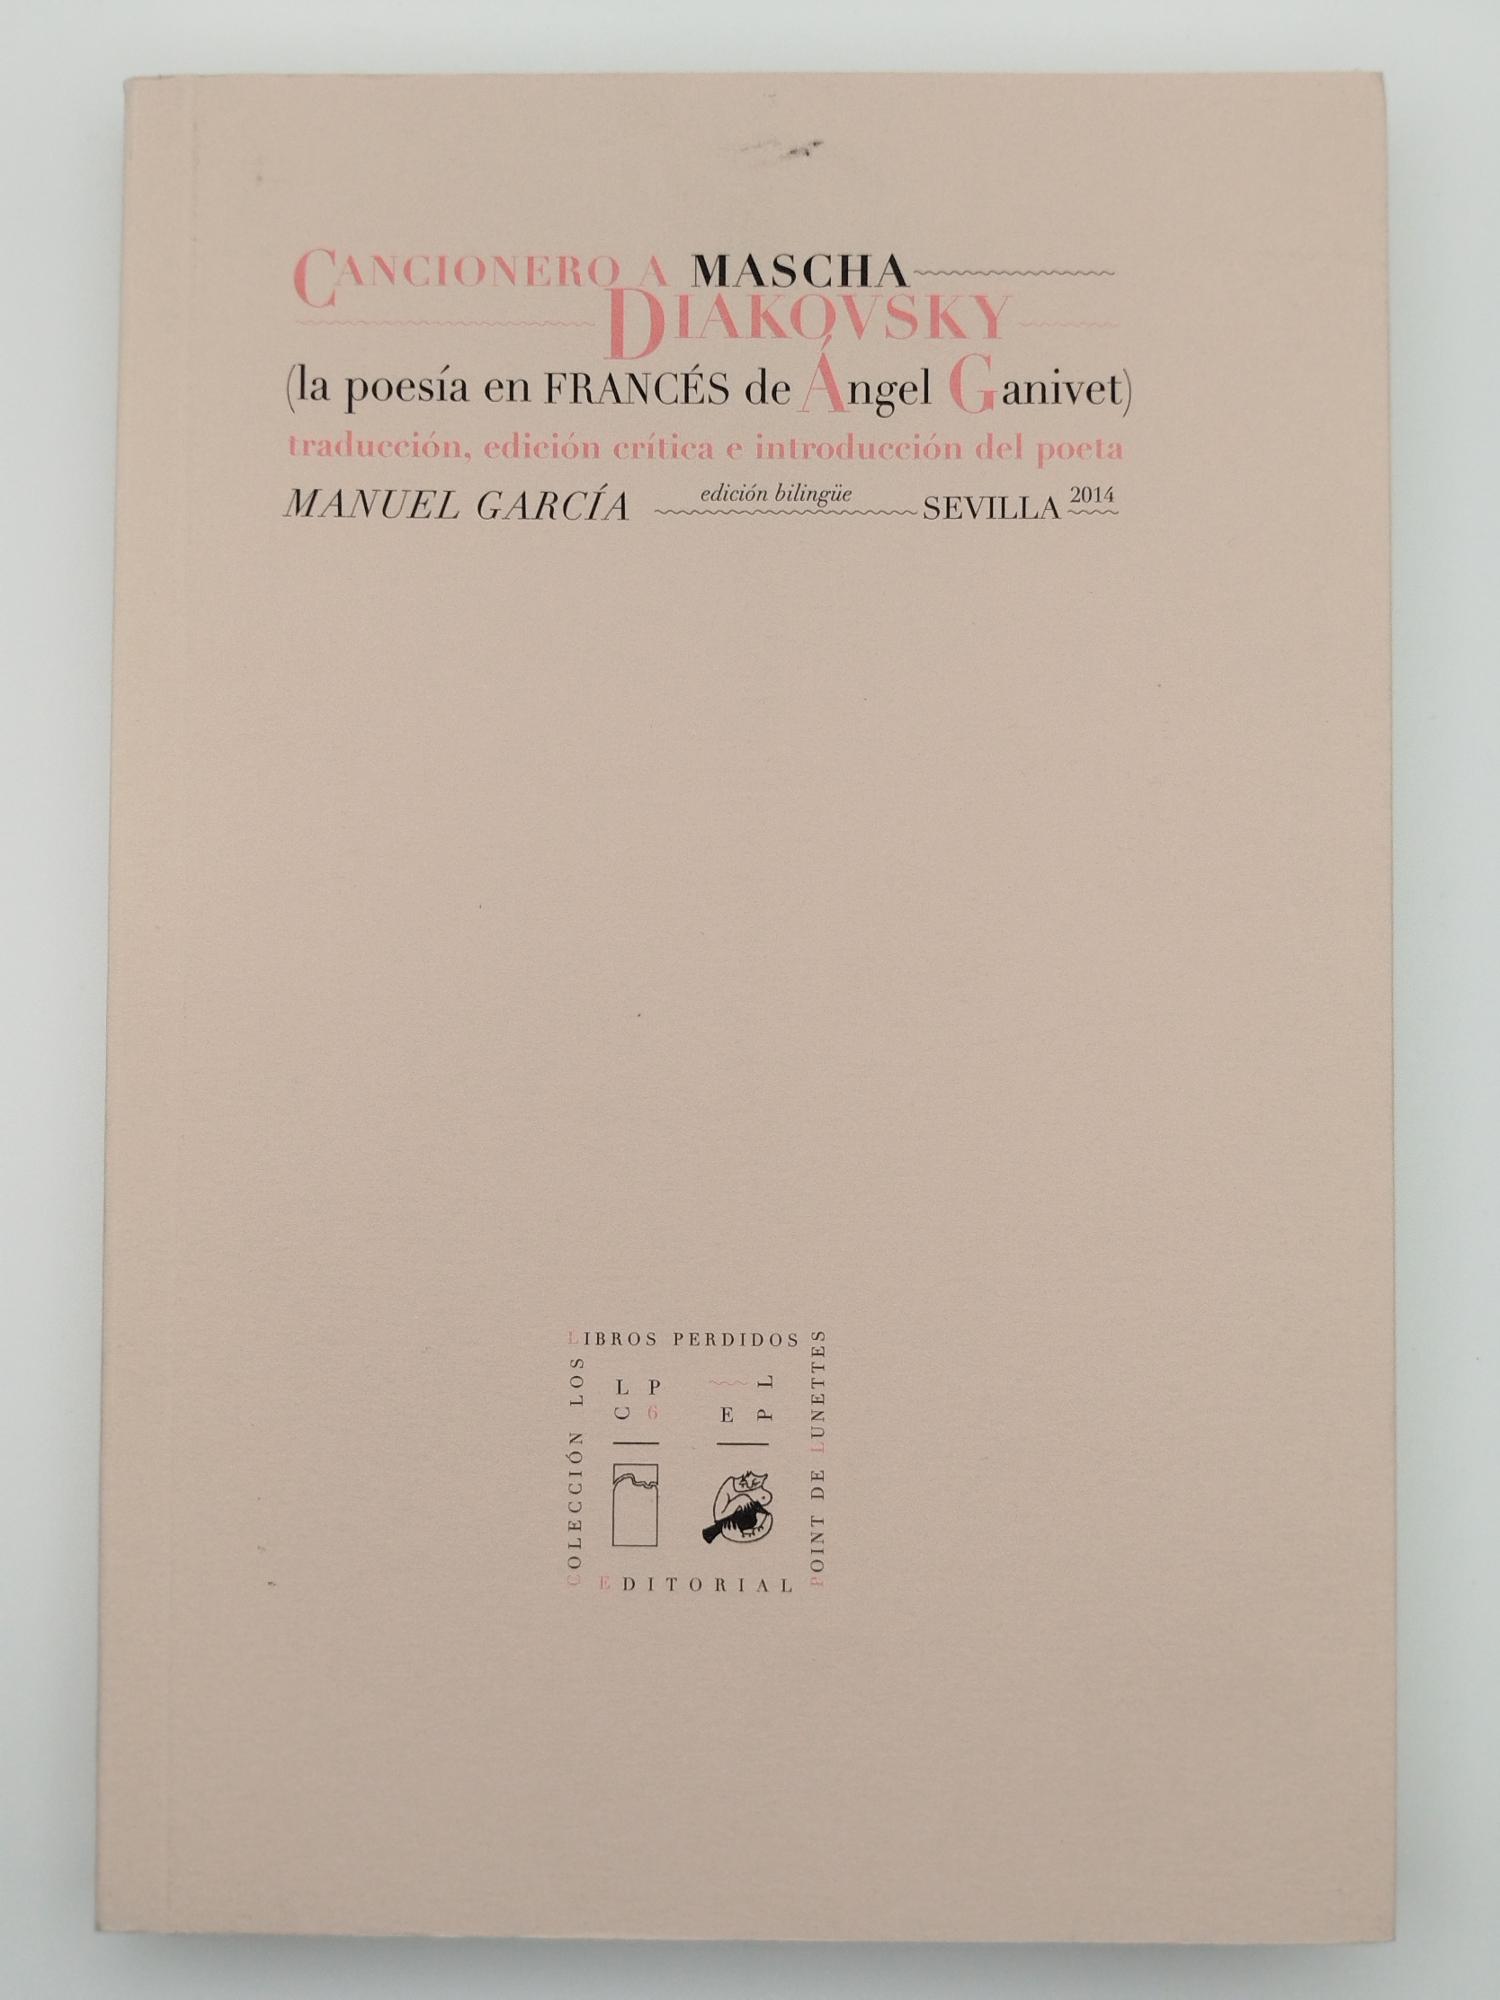 CANCIONERO A MASCHA
DIAKOVSKY
(la poesía en FRANCÉS de Ángel Ganivet)
traducción, edición crítica e introducción del poeta
MANUEL GARCÍA edición bilingüe SEVILLA 2014
COLECCIÓN LOS
LIBROS PERDIDOS
L P
C 6
L
E P
EDITORIAL
POINT DE LUNETTES